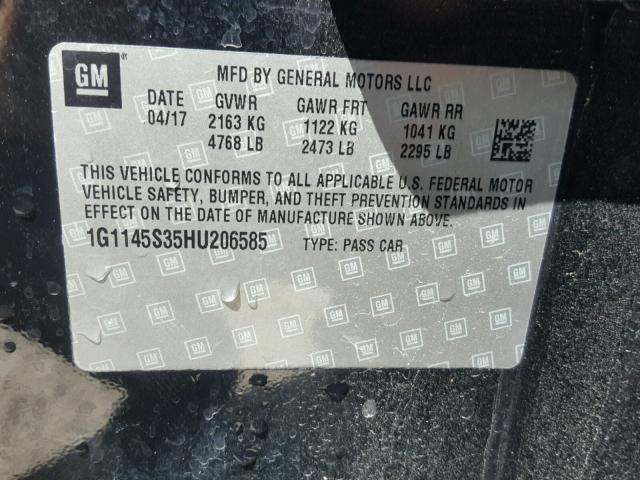 GM
MFD BY GENERAL MOTORS LLC
DATE GVWR GAWR FRT GAWR RR
04/17 2163 KG 1122 KG 1041 KG
4768 LB 2473 LB 2295 LB
THIS VEHICLE CONFORMS TO ALL APPLICABLE U.S. FEDERAL MOTOR
VEHICLE SAFETY, BUMPER, AND THEFT PREVENTION STANDARDS IN
EFFECT ON THE DATE OF MANUFACTURE SHOWN ABOVE.
1G1145S35HU206585 TYPE: PASS CAR